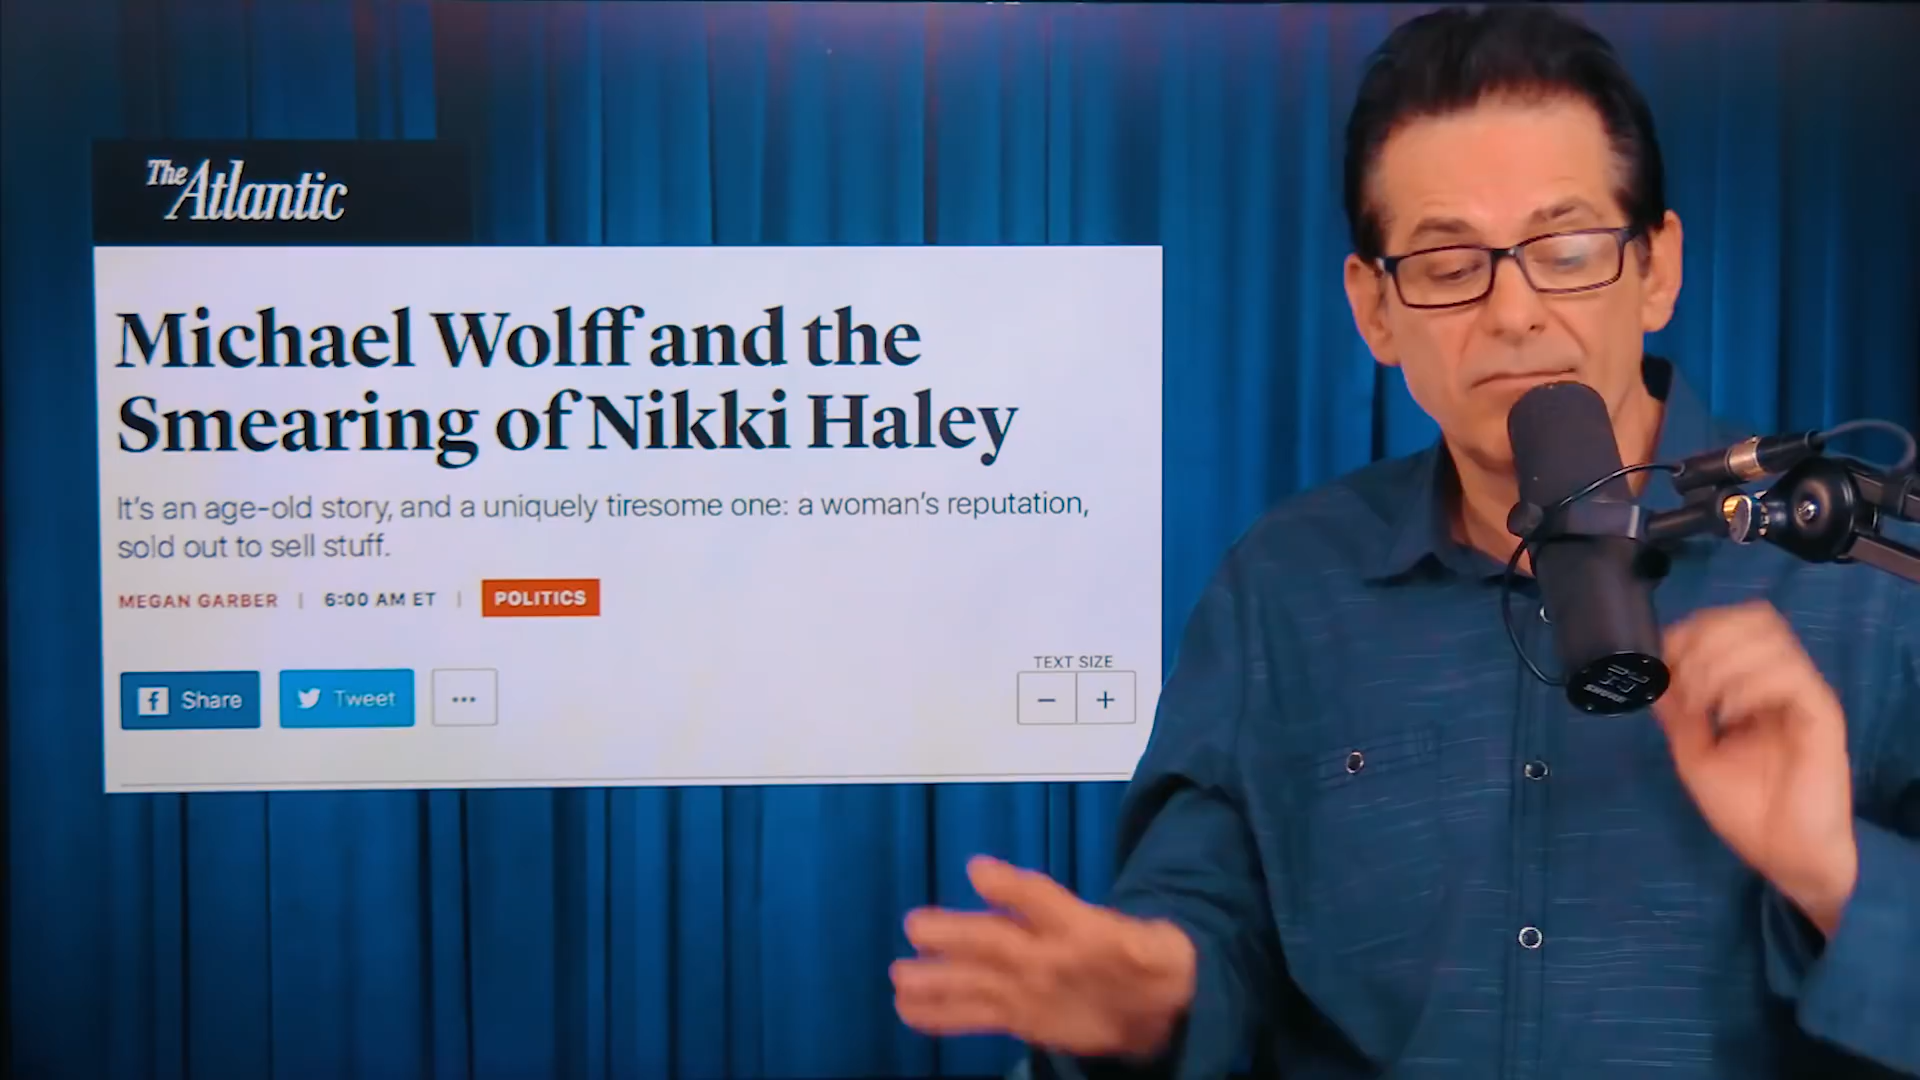 The Atlantic
Michael Wolff and the
Smearing of Nikki Haley
It's an age-old story, and a uniquely tiresome one: a woman's reputation,
sold out to sell stuff.
MEGAN GARBER | 6:00 AM ET | POLITICS
TEXT SIZE
f Share Tweet ... − +
SHURE